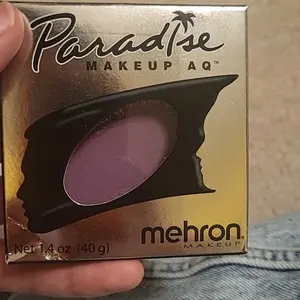 Paradise
MAKEUP AQ™
mehron
MAKEUP
Net 1.4 oz (40 g)